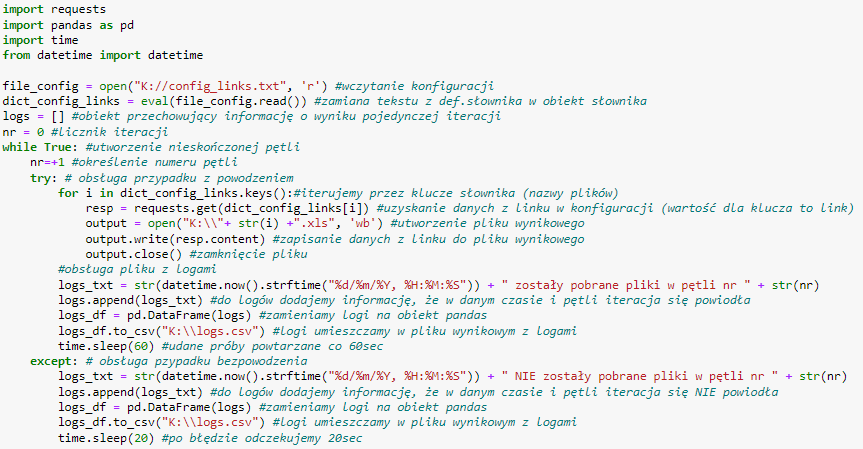 import requests
import pandas as pd
import time
from datetime import datetime

file_config = open("K://config_links.txt", 'r') #wczytanie konfiguracji
dict_config_links = eval(file_config.read()) #zamiana tekstu z def.słownika w obiekt słownika
logs = [] #obiekt przechowujący informację o wyniku pojedynczej iteracji
nr = 0 #licznik iteracji
while True: #utworzenie nieskończonej pętli
    nr=+1 #określenie numeru pętli
    try: # obsługa przypadku z powodzeniem
        for i in dict_config_links.keys():#iterujemy przez klucze słownika (nazwy plików)
            resp = requests.get(dict_config_links[i]) #uzyskanie danych z linku w konfiguracji (wartość dla klucza to link)
            output = open("K:\\"+ str(i) +".xls", 'wb') #utworzenie pliku wynikowego
            output.write(resp.content) #zapisanie danych z linku do pliku wynikowego
            output.close() #zamknięcie pliku
        #obsługa pliku z logami
        logs_txt = str(datetime.now().strftime("%d/%m/%Y, %H:%M:%S")) + " zostały pobrane pliki w pętli nr " + str(nr)
        logs.append(logs_txt) #do logów dodajemy informację, że w danym czasie i pętli iteracja się powiodła
        logs_df = pd.DataFrame(logs) #zamieniamy logi na obiekt pandas
        logs_df.to_csv("K:\\logs.csv") #logi umieszczamy w pliku wynikowym z logami
        time.sleep(60) #udane próby powtarzane co 60sec
    except: # obsługa pzypadku bezpowodzenia
        logs_txt = str(datetime.now().strftime("%d/%m/%Y, %H:%M:%S")) + " NIE zostały pobrane pliki w pętli nr " + str(nr)
        logs.append(logs_txt) #do logów dodajemy informację, że w danym czasie i pętli iteracja się NIE powiodła
        logs_df = pd.DataFrame(logs) #zamieniamy logi na obiekt pandas
        logs_df.to_csv("K:\\logs.csv") #logi umieszczamy w pliku wynikowym z logami
        time.sleep(20) #po błędzie odczekujemy 20sec